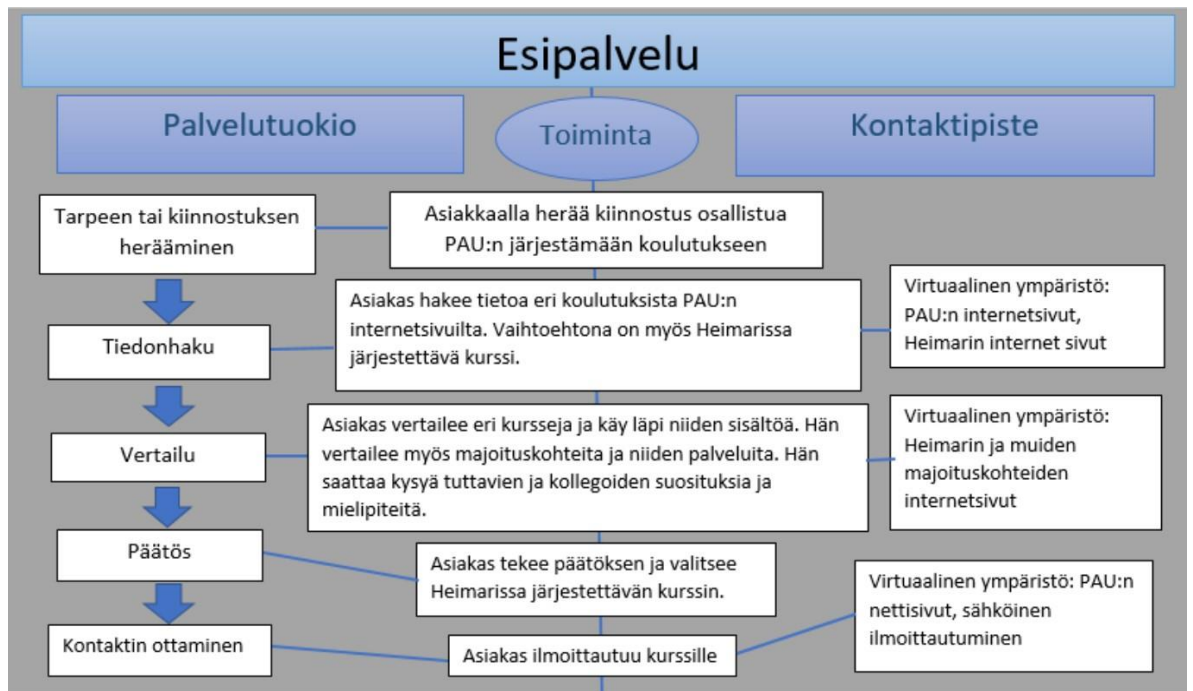 Esipalvelu
Palvelutuokio
Toiminta
Kontaktipiste
Tarpeen tai kiinnostuksen
herääminen
Asiakkaalla herää kiinnostus osallistua
PAU:n järjestämään koulutukseen
Tiedonhaku
Asiakas hakee tietoa eri koulutuksista PAU:n
internetsivuilta. Vaihtoehtona on myös Heimarissa
järjestettävä kurssi.
Virtuaalinen ympäristö:
PAU:n internetsivut,
Heimarin internet sivut
Vertailu
Asiakas vertailee eri kursseja ja käy läpi niiden sisältöä. Hän
vertailee myös majoituskohteita ja niiden palveluita. Hän
saattaa kysyä tuttavien ja kollegoiden suosituksia ja
mielipiteitä.
Virtuaalinen ympäristö:
Heimarin ja muiden
majoituskohteiden
internetsivut
Päätös
Asiakas tekee päätöksen ja valitsee
Heimarissa järjestettävän kurssin.
Kontaktin ottaminen
Asiakas ilmoittautuu kurssille
Virtuaalinen ympäristö: PAU:n
nettisivut, sähköinen
ilmoittautuminen